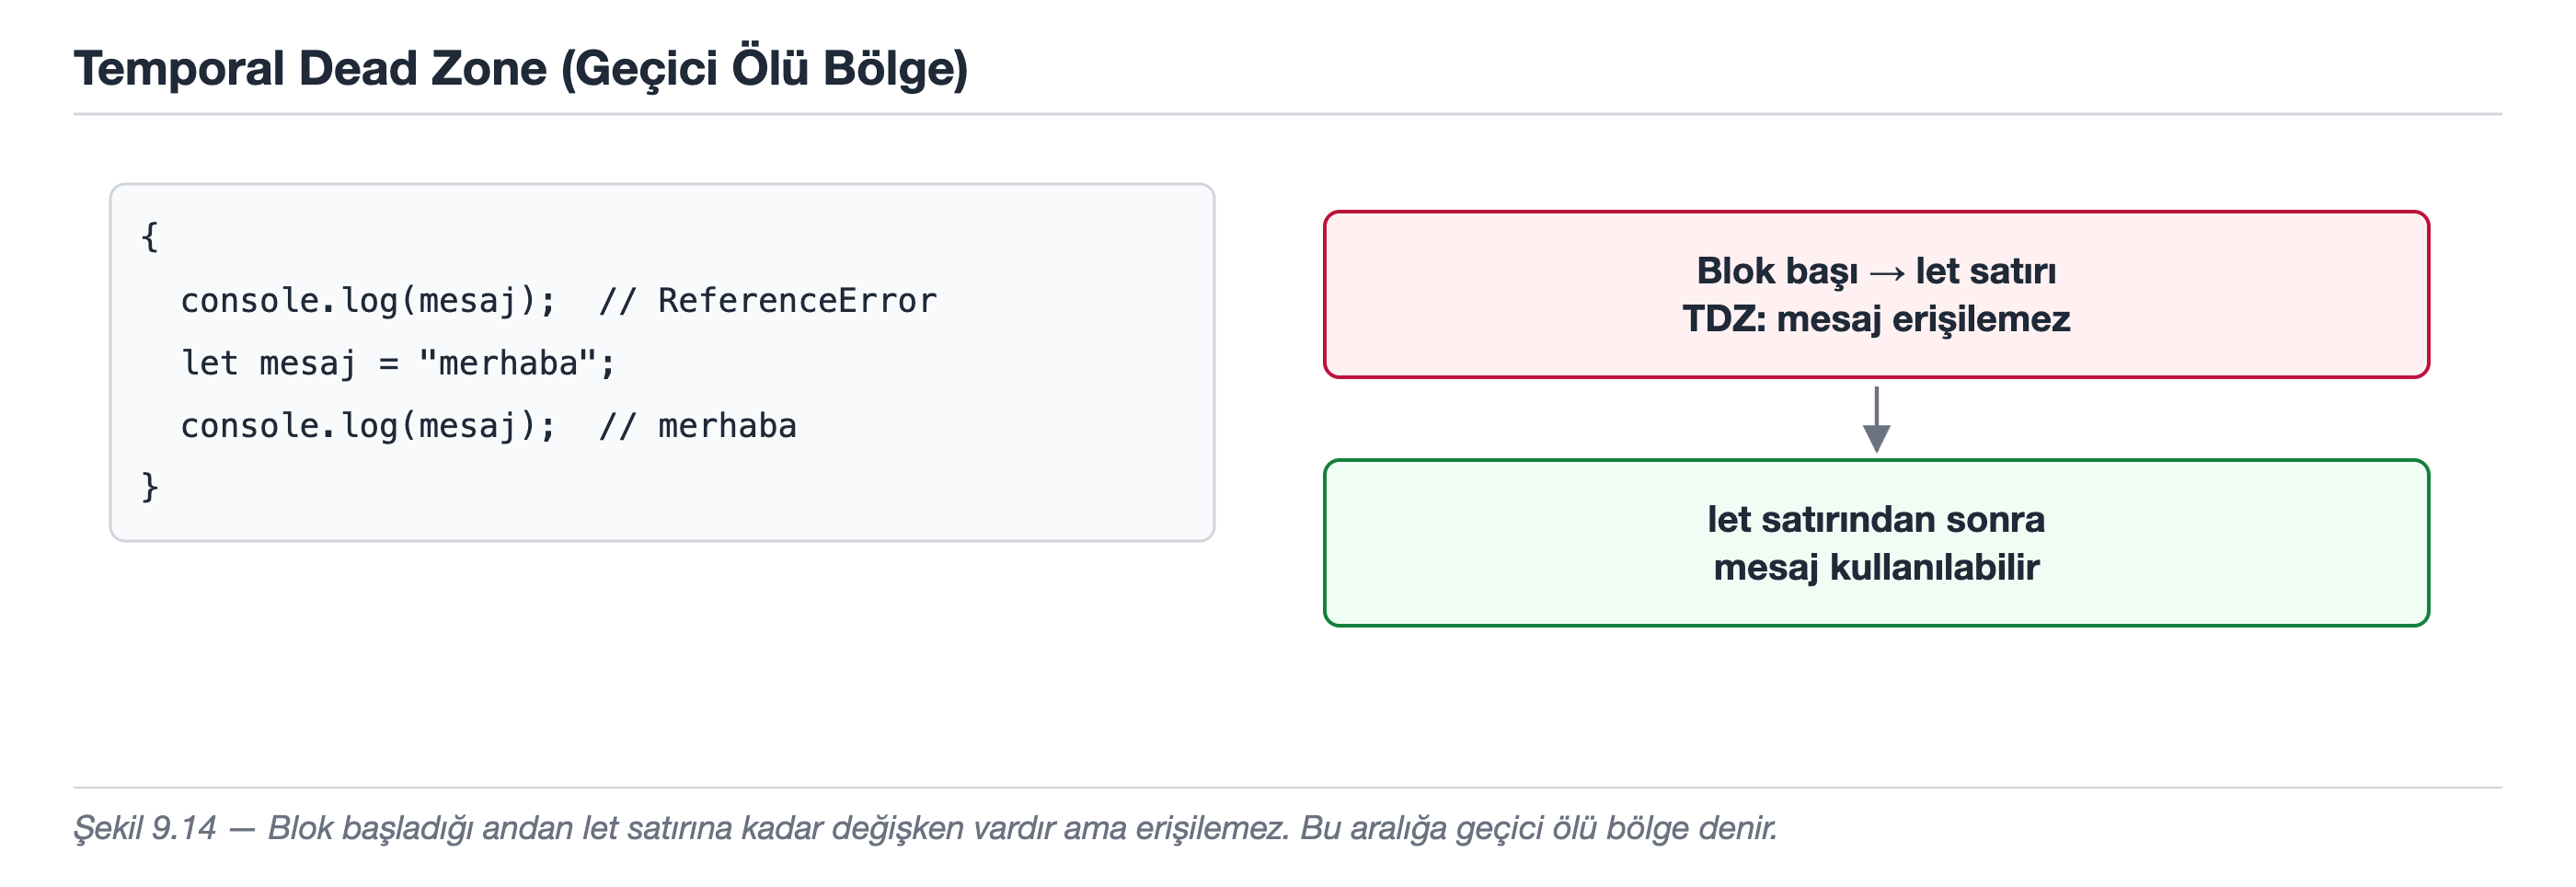 Temporal Dead Zone (Geçici Ölü Bölge)
{
  console.log(mesaj);  // ReferenceError
  let mesaj = "merhaba";
  console.log(mesaj);  // merhaba
}
Blok başı → let satırı
TDZ: mesaj erişilemez
let satırından sonra
mesaj kullanılabilir
Şekil 9.14 — Blok başladığı andan let satırına kadar değişken vardır ama erişilemez. Bu aralığa geçici ölü bölge denir.